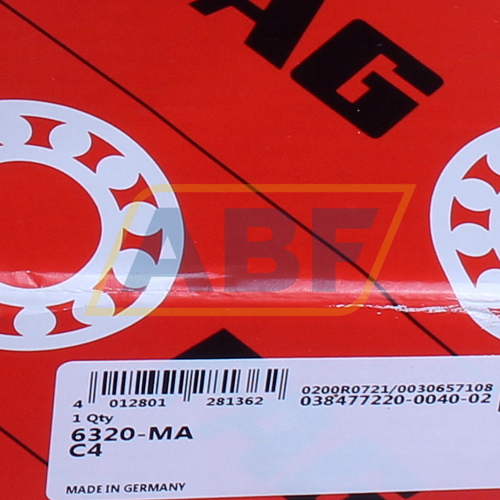 AG
ABF
0200R0721/0030657108
4 012801 281362
038477220-0040-02
1 Qty
6320-MA
C4
MADE IN GERMANY